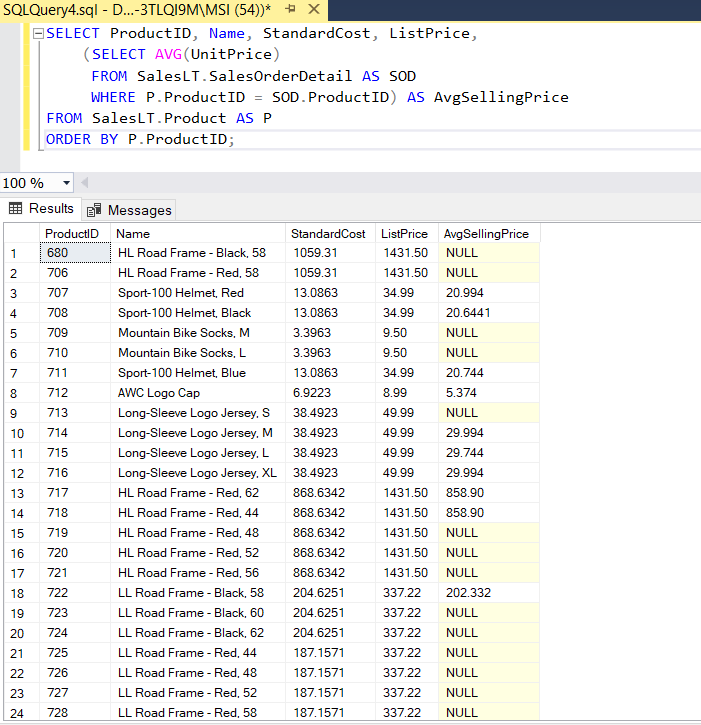 SQLQuery4.sql - D...-3TLQI9M\MSI (54))*
SELECT ProductID, Name, StandardCost, ListPrice,
(SELECT AVG(UnitPrice)
FROM SalesLT.SalesOrderDetail AS SOD
WHERE P.ProductID = SOD.ProductID) AS AvgSellingPrice
FROM SalesLT.Product AS P
ORDER BY P.ProductID;
100 %
Results Messages
ProductID Name StandardCost ListPrice AvgSellingPrice
1 680 HL Road Frame - Black, 58 1059.31 1431.50 NULL
2 706 HL Road Frame - Red, 58 1059.31 1431.50 NULL
3 707 Sport-100 Helmet, Red 13.0863 34.99 20.994
4 708 Sport-100 Helmet, Black 13.0863 34.99 20.6441
5 709 Mountain Bike Socks, M 3.3963 9.50 NULL
6 710 Mountain Bike Socks, L 3.3963 9.50 NULL
7 711 Sport-100 Helmet, Blue 13.0863 34.99 20.744
8 712 AWC Logo Cap 6.9223 8.99 5.374
9 713 Long-Sleeve Logo Jersey, S 38.4923 49.99 NULL
10 714 Long-Sleeve Logo Jersey, M 38.4923 49.99 29.994
11 715 Long-Sleeve Logo Jersey, L 38.4923 49.99 29.744
12 716 Long-Sleeve Logo Jersey, XL 38.4923 49.99 29.994
13 717 HL Road Frame - Red, 62 868.6342 1431.50 858.90
14 718 HL Road Frame - Red, 44 868.6342 1431.50 858.90
15 719 HL Road Frame - Red, 48 868.6342 1431.50 NULL
16 720 HL Road Frame - Red, 52 868.6342 1431.50 NULL
17 721 HL Road Frame - Red, 56 868.6342 1431.50 NULL
18 722 LL Road Frame - Black, 58 204.6251 337.22 202.332
19 723 LL Road Frame - Black, 60 204.6251 337.22 NULL
20 724 LL Road Frame - Black, 62 204.6251 337.22 NULL
21 725 LL Road Frame - Red, 44 187.1571 337.22 NULL
22 726 LL Road Frame - Red, 48 187.1571 337.22 NULL
23 727 LL Road Frame - Red, 52 187.1571 337.22 NULL
24 728 LL Road Frame - Red, 58 187.1571 337.22 NULL